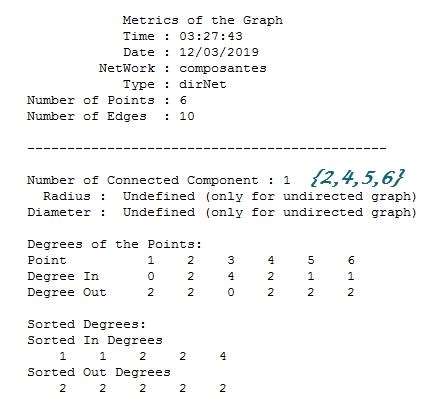 Metrics of the Graph
Time : 03:27:43
Date : 12/03/2019
NetWork : composantes
Type : dirNet
Number of Points : 6
Number of Edges : 10
---------------------------------------------
Number of Connected Component : 1 {2,4,5,6}
Radius : Undefined (only for undirected graph)
Diameter : Undefined (only for undirected graph)
Degrees of the Points:
Point 1 2 3 4 5 6
Degree In 0 2 4 2 1 1
Degree Out 2 2 0 2 2 2
Sorted Degrees:
Sorted In Degrees
1 1 2 2 4
Sorted Out Degrees
2 2 2 2 2